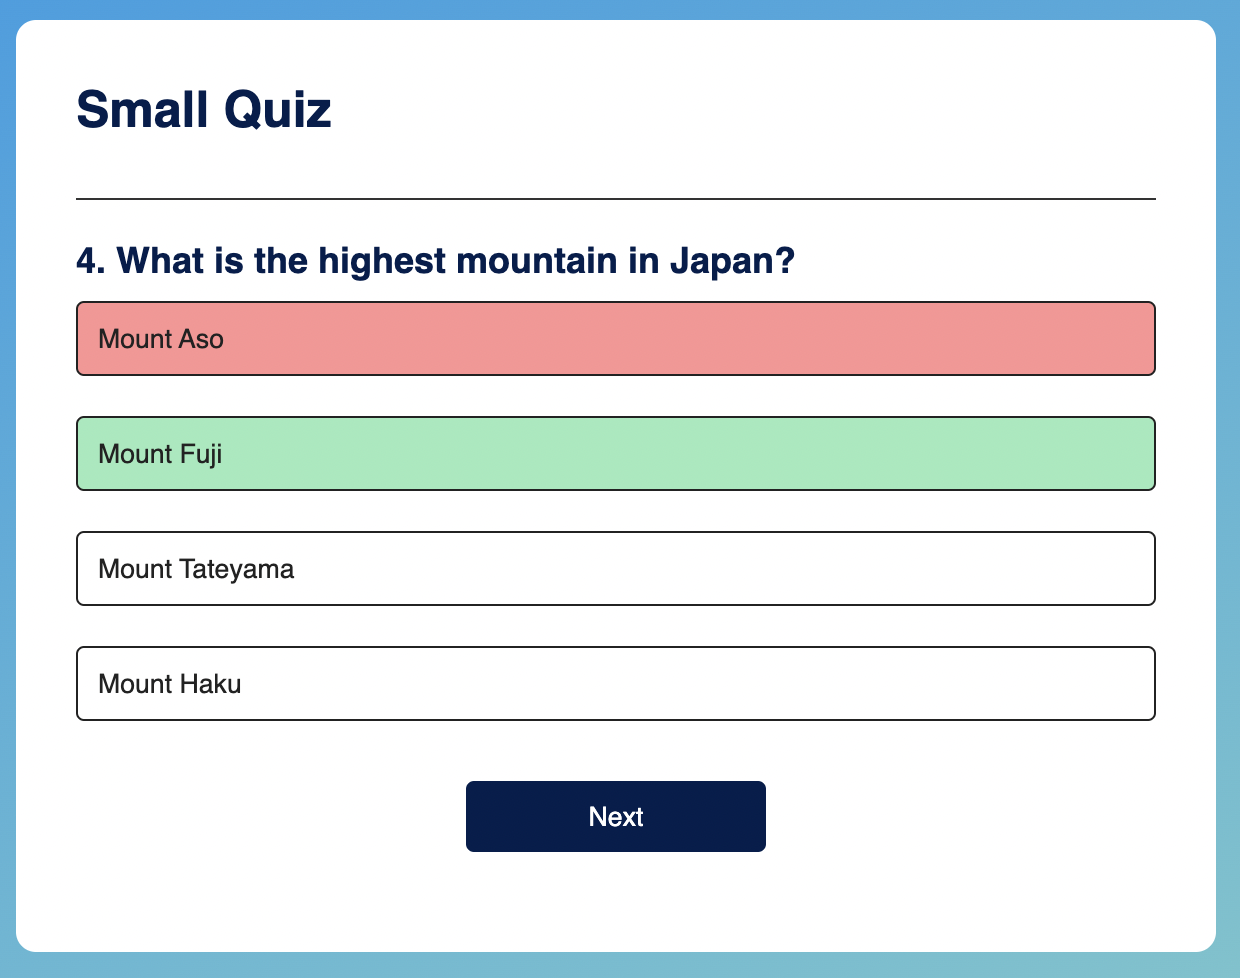 Small Quiz
4. What is the highest mountain in Japan?
Mount Aso
Mount Fuji
Mount Tateyama
Mount Haku
Next